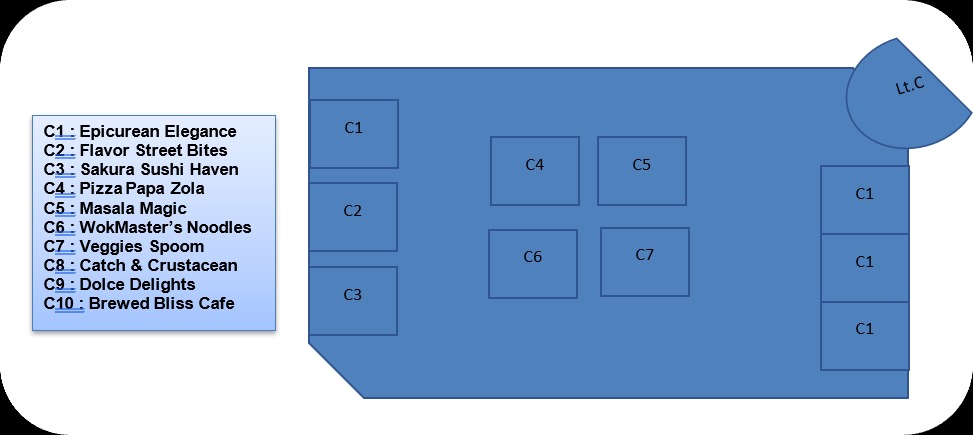 C1 : Epicurean Elegance
C2 : Flavor Street Bites
C3 : Sakura Sushi Haven
C4 : Pizza Papa Zola
C5 : Masala Magic
C6 : WokMaster’s Noodles
C7 : Veggies Spoom
C8 : Catch & Crustacean
C9 : Dolce Delights
C10 : Brewed Bliss Cafe
Lt.C
C1
C2
C3
C4
C5
C6
C7
C1
C1
C1